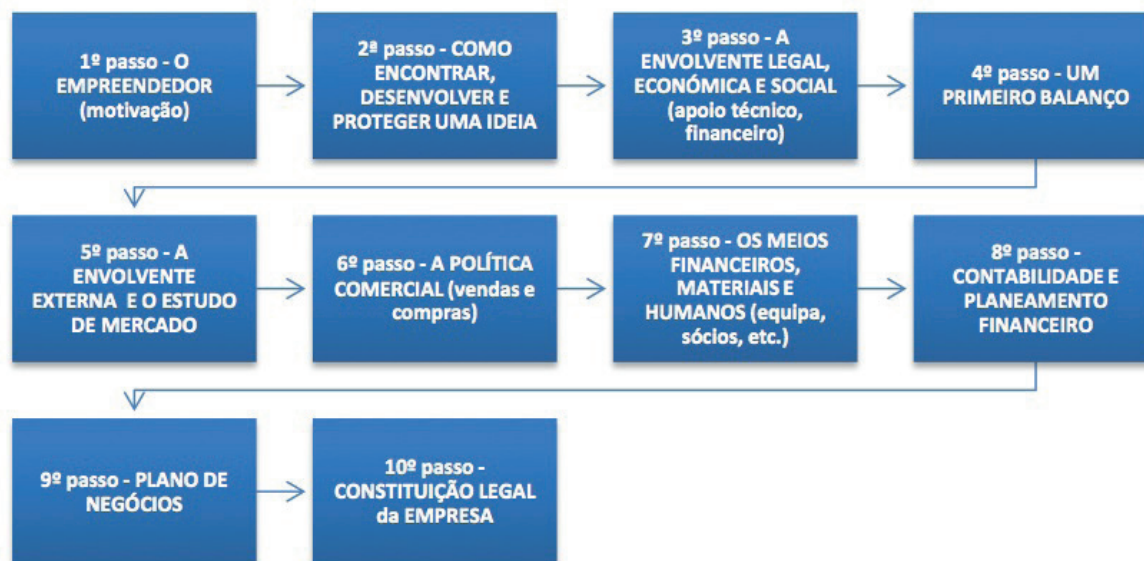 1º passo - O
EMPREENDEDOR
(motivação)
2ª passo - COMO
ENCONTRAR,
DESENVOLVER E
PROTEGER UMA IDEIA
3º passo - A
ENVOLVENTE LEGAL,
ECONÓMICA E SOCIAL
(apoio técnico,
financeiro)
4º passo - UM
PRIMEIRO BALANÇO
5º passo - A
ENVOLVENTE
EXTERNA E O ESTUDO
DE MERCADO
6º passo - A POLÍTICA
COMERCIAL (vendas e
compras)
7º passo - OS MEIOS
FINANCEIROS,
MATERIAIS E
HUMANOS (equipa,
sócios, etc.)
8º passo -
CONTABILIDADE E
PLANEAMENTO
FINANCEIRO
9º passo - PLANO DE
NEGÓCIOS
10º passo -
CONSTITUIÇÃO LEGAL
da EMPRESA